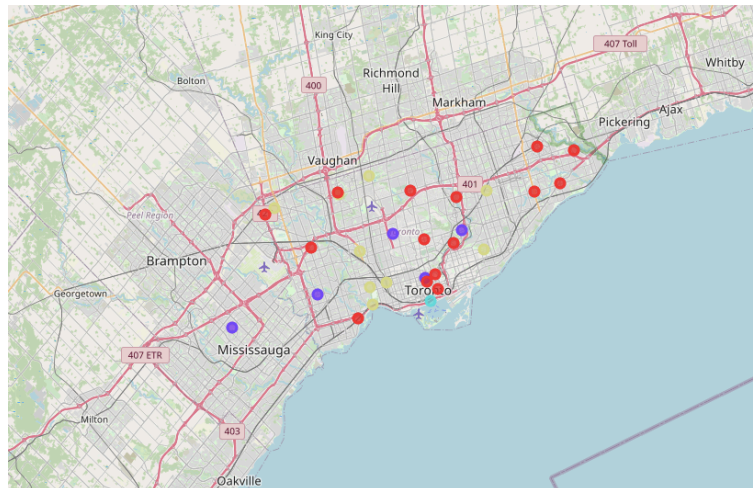 King City
407 Toll
Whitby
Richmond
Hill
Bolton
400
Markham
Ajax
Pickering
Vaughan
401
Peel Region
Brampton
Georgetown
Toronto
Mississauga
407 ETR
Milton
403
Oakville